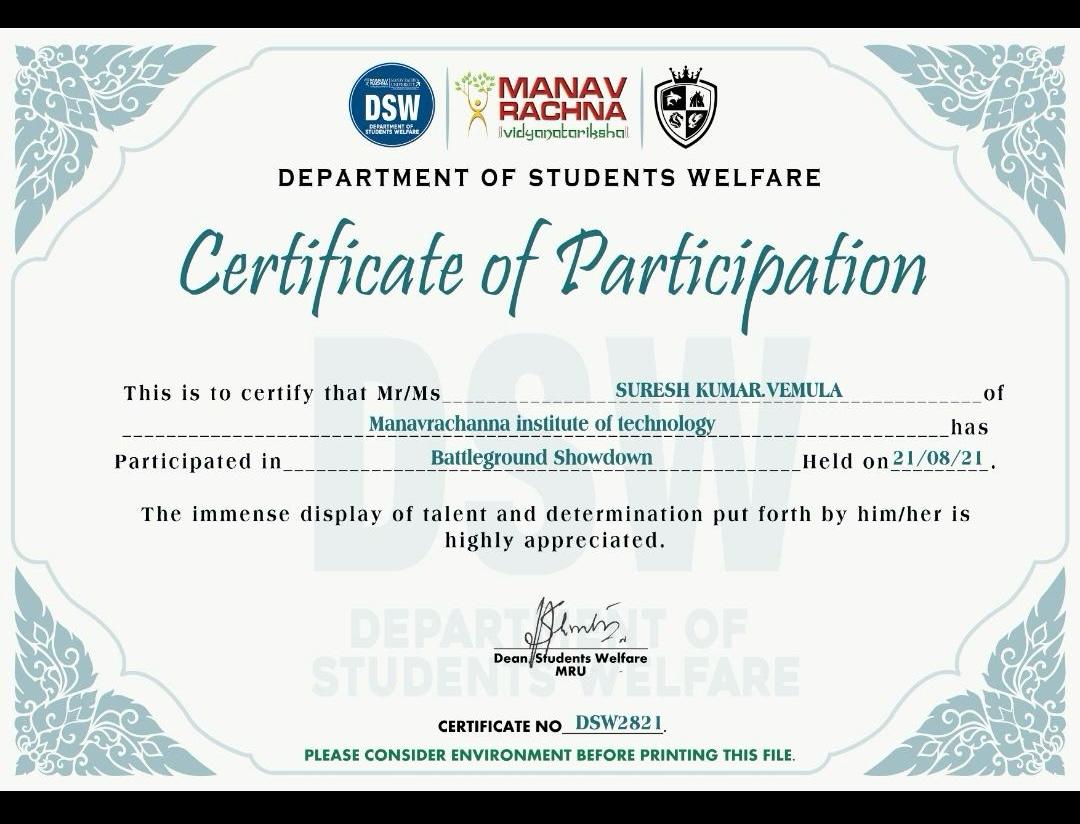 DSW
DEPARTMENT OF
STUDENTS WELFARE
MANAV
RACHNA
vidyanatariksha
DEPARTMENT OF STUDENTS WELFARE
Certificate of Participation
This is to certify that Mr/Ms SURESH KUMAR.VEMULA of
Manavrachanna institute of technology has
Participated in Battleground Showdown Held on 21/08/21.
The immense display of talent and determination put forth by him/her is
highly appreciated.
DSW
DEPARTMENT OF
STUDENTS WELFARE
Dean, Students Welfare
MRU
CERTIFICATE NO DSW2821.
PLEASE CONSIDER ENVIRONMENT BEFORE PRINTING THIS FILE.